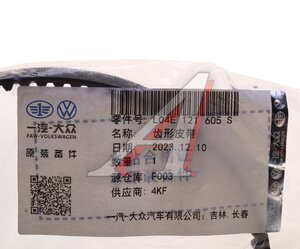 一汽-大众
FAW-VOLKSWAGEN
原装备件
零件号: L04E 121 605 S
名称: 齿形皮带
日期: 2023.12.10
数量: 1
源仓库: F003
供应商: 4KF
一汽-大众汽车有限公司: 吉林 长春